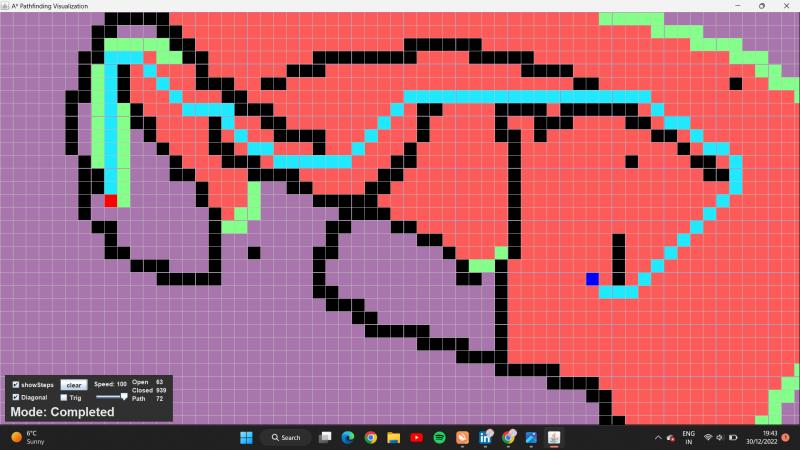 A* Pathfinding Visualization
showSteps clear Speed: 100 Open 63
Closed 939
Diagonal Trig Path 72
Mode: Completed
6°C
Sunny
Search
ENG
IN
19:43
30/12/2022